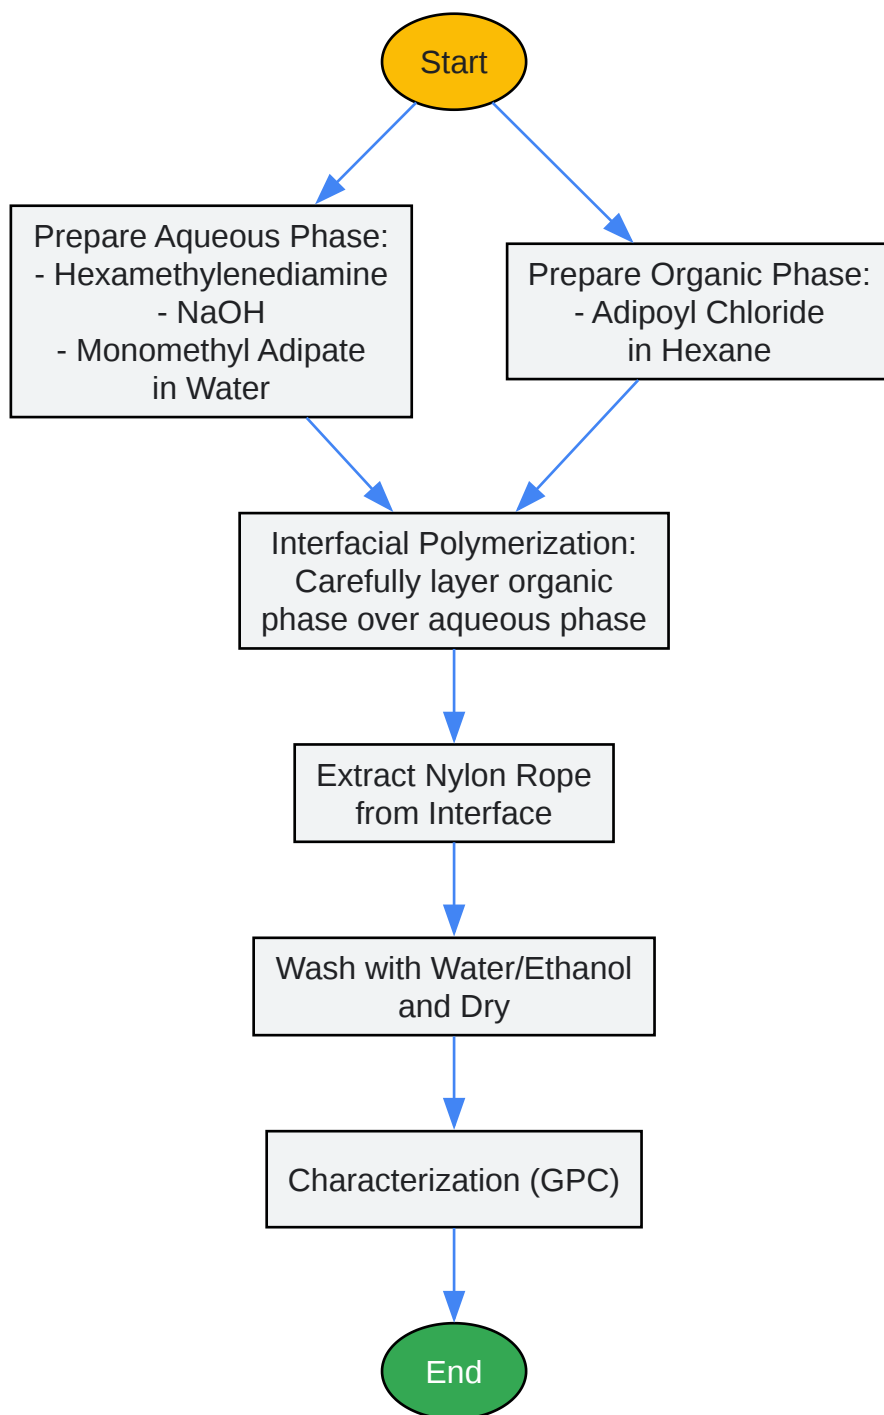 Start
Prepare Aqueous Phase:
- Hexamethylenediamine
- NaOH
- Monomethyl Adipate
in Water
Prepare Organic Phase:
- Adipoyl Chloride
in Hexane
Interfacial Polymerization:
Carefully layer organic
phase over aqueous phase
Extract Nylon Rope
from Interface
Wash with Water/Ethanol
and Dry
Characterization (GPC)
End